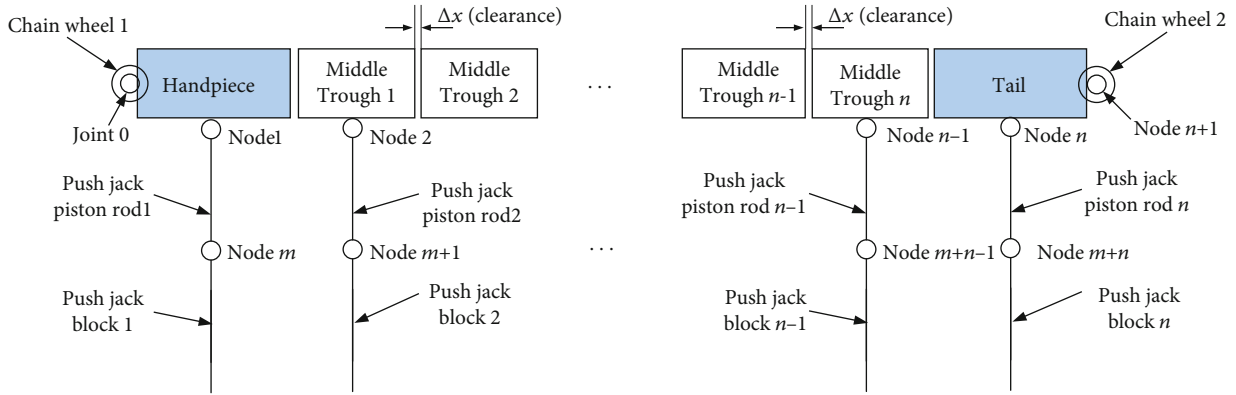 Chain wheel 1
Δx (clearance)
Δx (clearance)
Chain wheel 2
Handpiece
Middle
Trough 1
Middle
Trough 2
...
Middle
Trough n-1
Middle
Trough n
Tail
Joint 0
Node1
Node 2
Node n–1
Node n
Node n+1
Push jack
piston rod1
Push jack
piston rod2
Push jack
piston rod n–1
Push jack
piston rod n
Node m
Node m+1
...
Node m+n–1
Node m+n
Push jack
block 1
Push jack
block 2
Push jack
block n–1
Push jack
block n